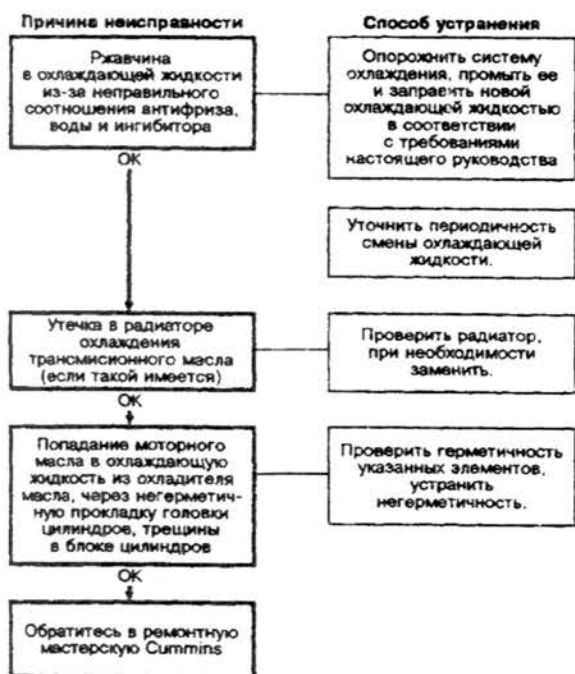 Причина неисправности
Способ устранения
Ржавчина
в охлаждающей жидкости
из-за неправильного
соотношения антифриза,
воды и ингибитора
Опорожнить систему
охлаждения, промыть ее
и заправить новой
охлаждающей жидкостью
в соответствии
с требованиями
настоящего руководства
ОК
Уточнить периодичность
смены охлаждающей
жидкости.
Утечка в радиаторе
охлаждения
трансмисионного масла
(если такой имеется)
Проверить радиатор,
при необходимости
заменить.
ОК
Попадание моторного
масла в охлаждающую
жидкость из охладителя
масла, через негерметич-
ную прокладку головки
цилиндров, трещины
в блоке цилиндров
Проверить герметичность
указанных элементов,
устранить
негерметичность.
ОК
Обратитесь в ремонтную
мастерскую Cummins